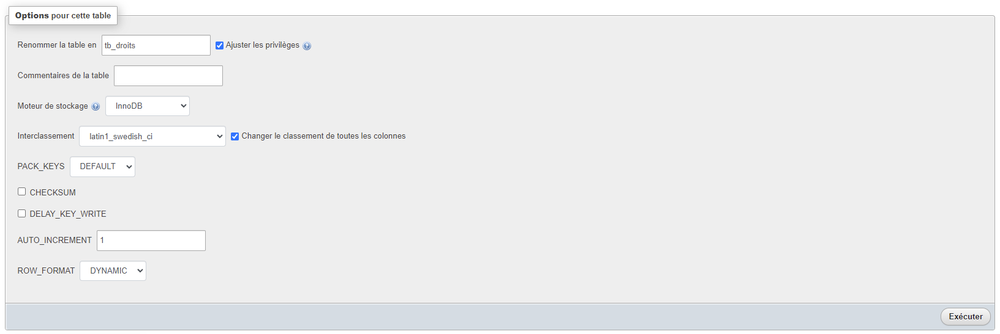 Options pour cette table
Renommer la table en tb_droits Ajuster les privilèges
Commentaires de la table
Moteur de stockage InnoDB
Interclassement latin1_swedish_ci Changer le classement de toutes les colonnes
PACK_KEYS DEFAULT
CHECKSUM
DELAY_KEY_WRITE
AUTO_INCREMENT 1
ROW_FORMAT DYNAMIC
Exécuter